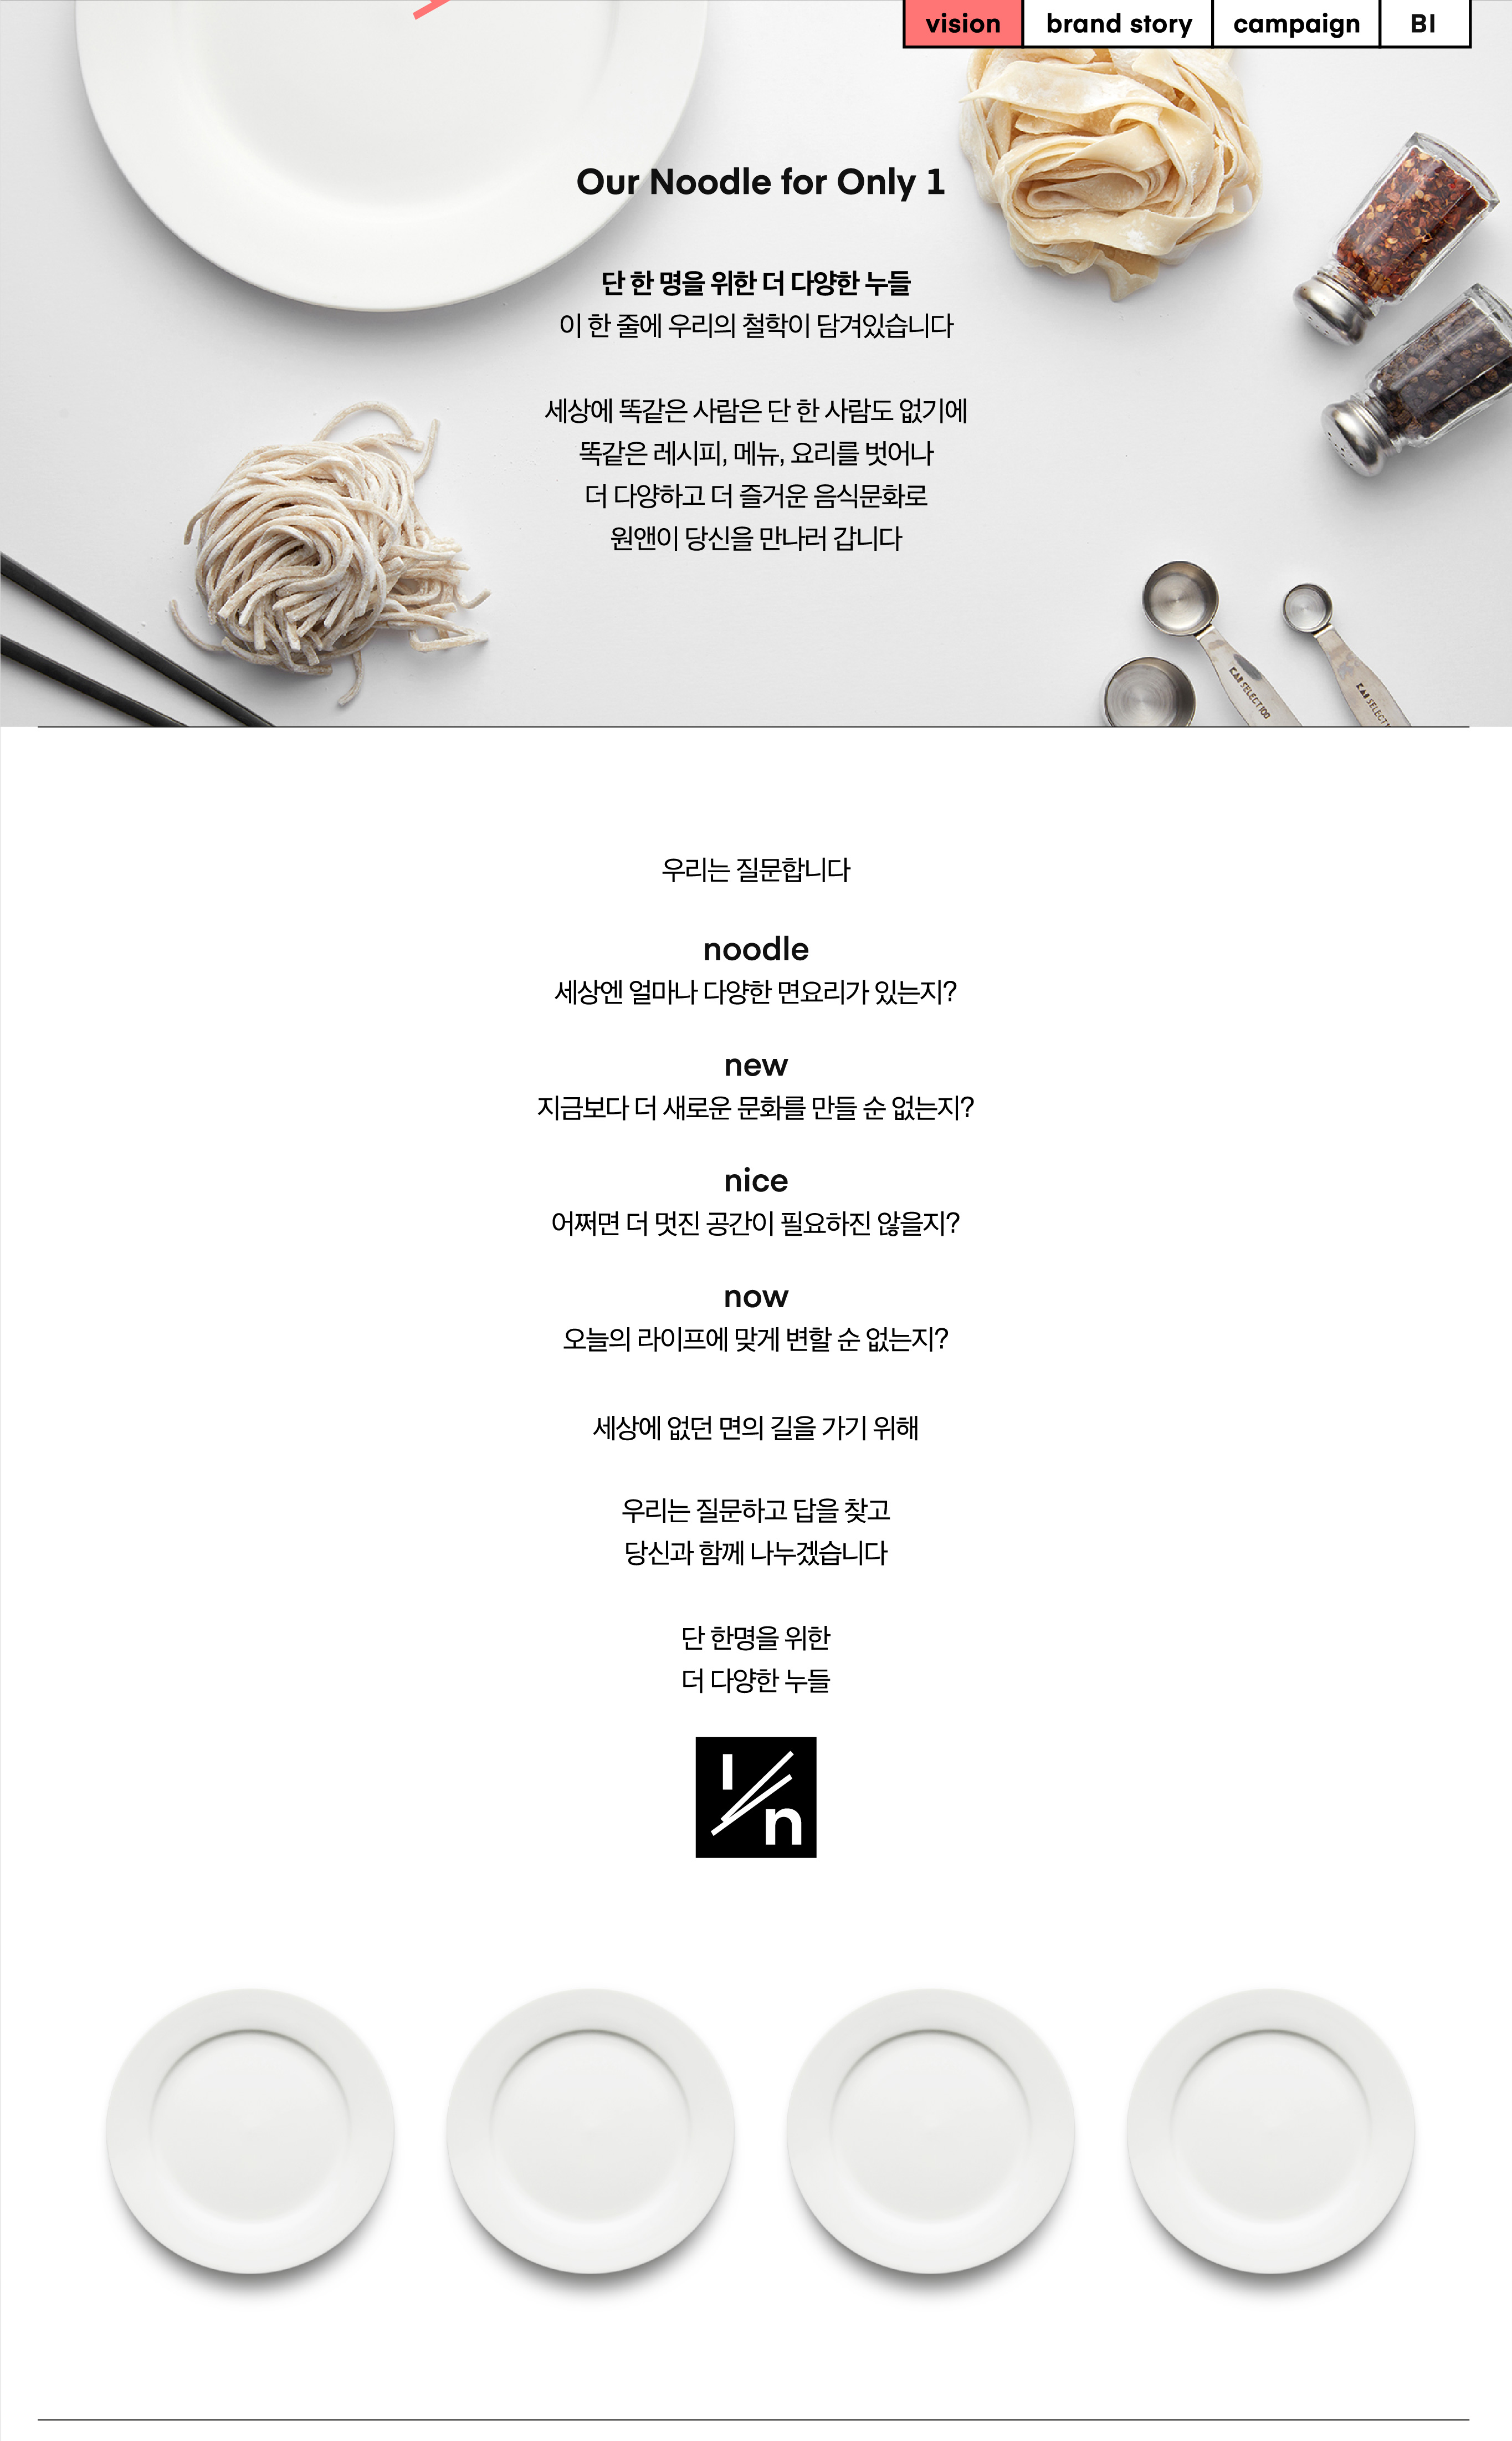 vision
brand story
campaign
BI
Our Noodle for Only 1
단 한 명을 위한 더 다양한 누들
이 한 줄에 우리의 철학이 담겨있습니다
세상에 똑같은 사람은 단 한 사람도 없기에
똑같은 레시피, 메뉴, 요리를 벗어나
더 다양하고 더 즐거운 음식문화로
원앤이 당신을 만나러 갑니다
KAI SELECT100
KAI SELECT1
우리는 질문합니다
noodle
세상엔 얼마나 다양한 면요리가 있는지?
new
지금보다 더 새로운 문화를 만들 순 없는지?
nice
어쩌면 더 멋진 공간이 필요하진 않을지?
now
오늘의 라이프에 맞게 변할 순 없는지?
세상에 없던 면의 길을 가기 위해
우리는 질문하고 답을 찾고
당신과 함께 나누겠습니다
단 한명을 위한
더 다양한 누들
1/n